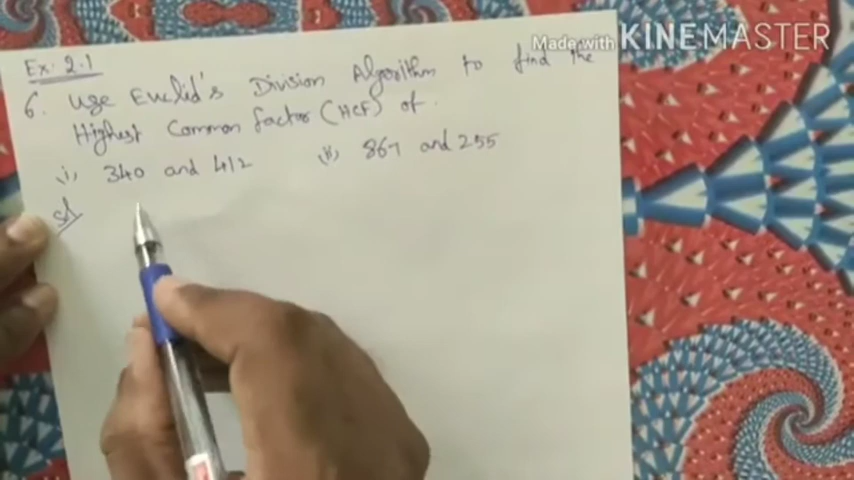 Made with KINEMASTER
Ex: 2.1
6. Use Euclid's Division Algorithm to find the
Highest Common factor (HCF) of.
i) 340 and 412 ii) 867 and 255
Sol